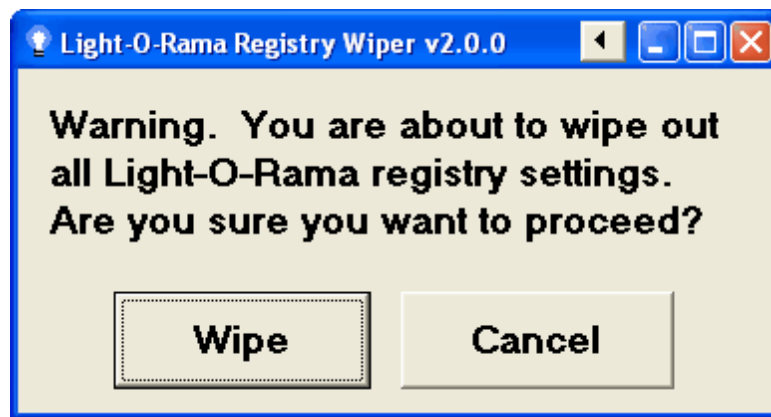 Light-O-Rama Registry Wiper v2.0.0
Warning.  You are about to wipe out
all Light-O-Rama registry settings.
Are you sure you want to proceed?
Wipe
Cancel